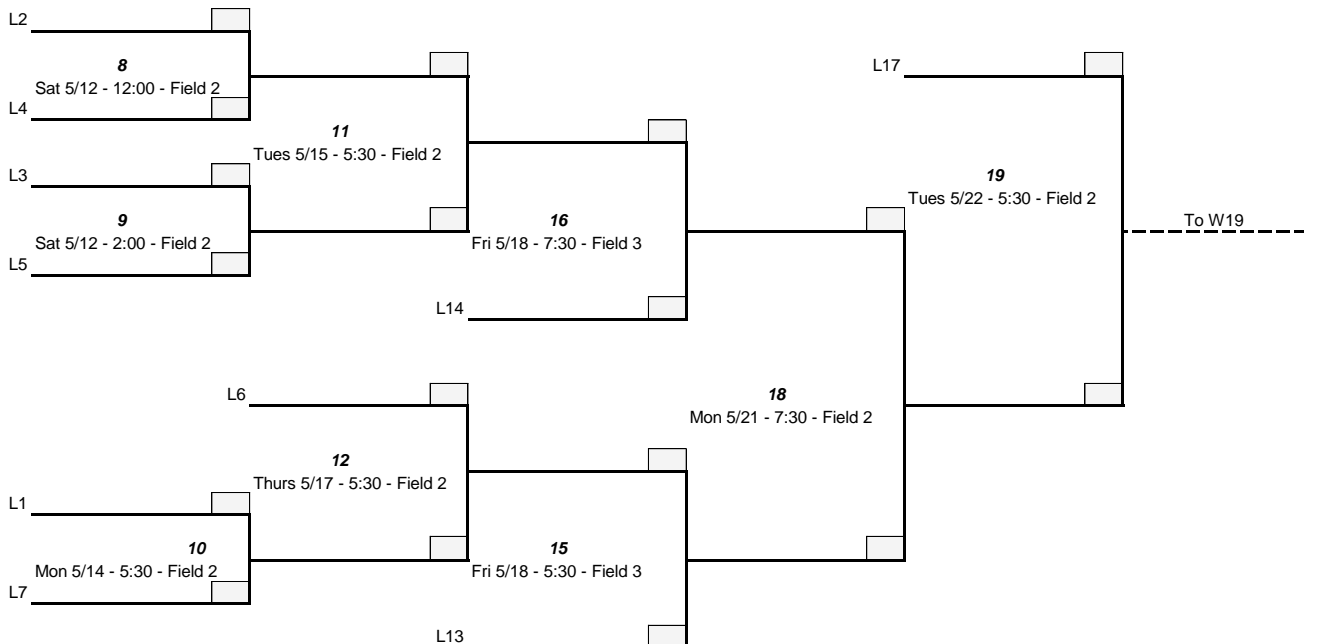 L2
8
Sat 5/12 - 12:00 - Field 2
L4
L17
11
Tues 5/15 - 5:30 - Field 2
L3
9
Sat 5/12 - 2:00 - Field 2
L5
16
Fri 5/18 - 7:30 - Field 3
19
Tues 5/22 - 5:30 - Field 2
To W19
L14
L6
18
Mon 5/21 - 7:30 - Field 2
12
Thurs 5/17 - 5:30 - Field 2
L1
10
Mon 5/14 - 5:30 - Field 2
L7
15
Fri 5/18 - 5:30 - Field 3
L13